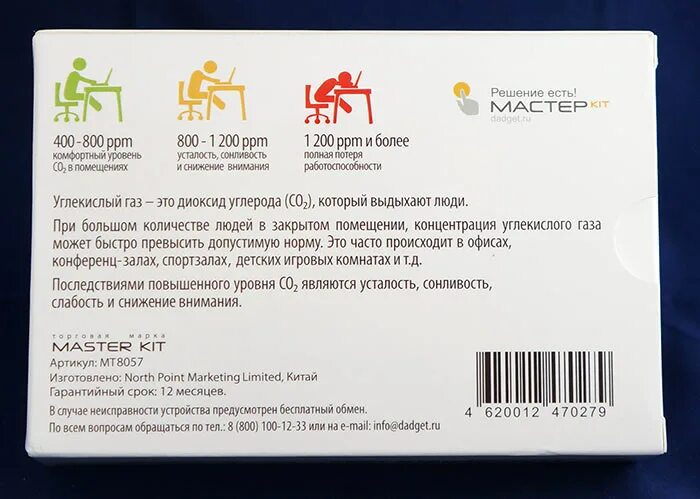 400-800 ppm
комфортный уровень
CO₂ в помещениях
800 - 1 200 ppm
усталость, сонливость
и снижение внимания
1 200 ppm и более
полная потеря
работоспособности
Решение есть!
МАСТЕР KIT
dadget.ru
Углекислый газ – это диоксид углерода (CO₂), который выдыхают люди.
При большом количестве людей в закрытом помещении, концентрация углекислого газа
может быстро превысить допустимую норму. Это часто происходит в офисах,
конференц-залах, спортзалах, детских игровых комнатах и т.д.
Последствиями повышенного уровня CO₂ являются усталость, сонливость,
слабость и снижение внимания.
торговая марка
MASTER KIT
Артикул: MT8057
Изготовлено: North Point Marketing Limited, Китай
Гарантийный срок: 12 месяцев.
В случае неисправности устройства предусмотрен бесплатный обмен.
По всем вопросам обращаться по тел.: 8 (800) 100-12-33 или на e-mail: info@dadget.ru
4 620012 470279